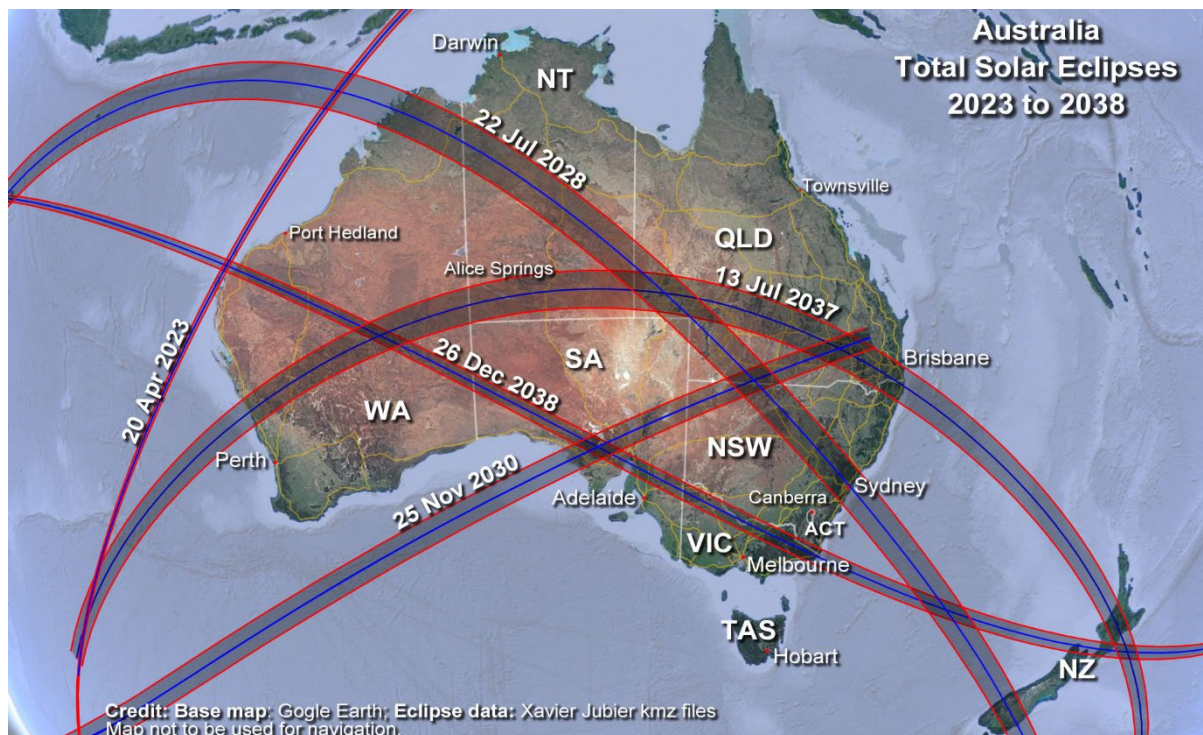 Australia
Total Solar Eclipses
2023 to 2038
Darwin
NT
22 Jul 2028
Townsville
Port Hedland
QLD
Alice Springs
13 Jul 2037
20 Apr 2023
26 Dec 2038
SA
Brisbane
WA
NSW
Perth
25 Nov 2030
Adelaide
Canberra
Sydney
ACT
VIC
Melbourne
TAS
Hobart
NZ
Credit: Base map: Gogle Earth; Eclipse data: Xavier Jubier kmz files
Map not to be used for navigation.